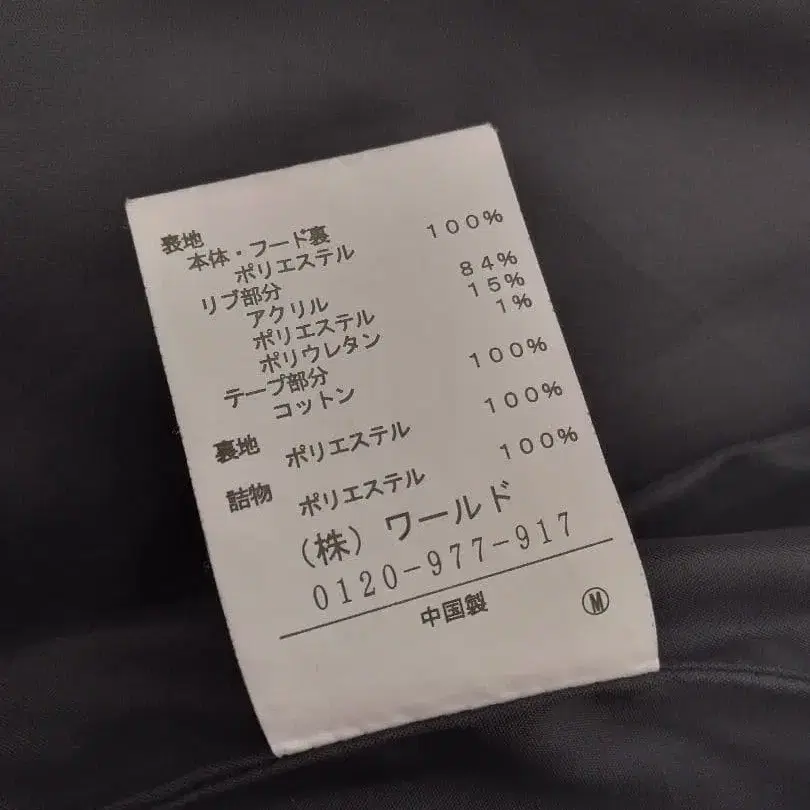 表地
本体・フード裏
ポリエステル 100%
リブ部分
アクリル 84%
ポリエステル 15%
ポリウレタン 1%
テープ部分
コットン 100%
裏地 ポリエステル 100%
詰物 ポリエステル 100%
(株) ワールド
0120-977-917
中国製 Ⓜ